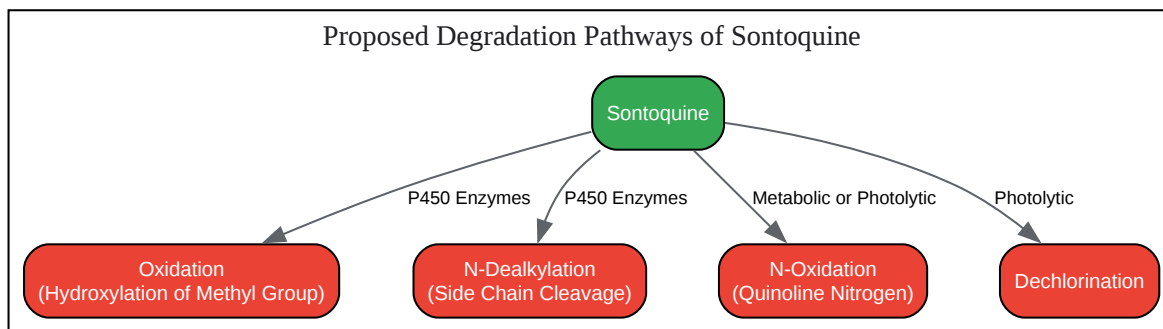 Proposed Degradation Pathways of Sontoquine
Sontoquine
P450 Enzymes
P450 Enzymes
Metabolic or Photolytic
Photolytic
Oxidation
(Hydroxylation of Methyl Group)
N-Dealkylation
(Side Chain Cleavage)
N-Oxidation
(Quinoline Nitrogen)
Dechlorination